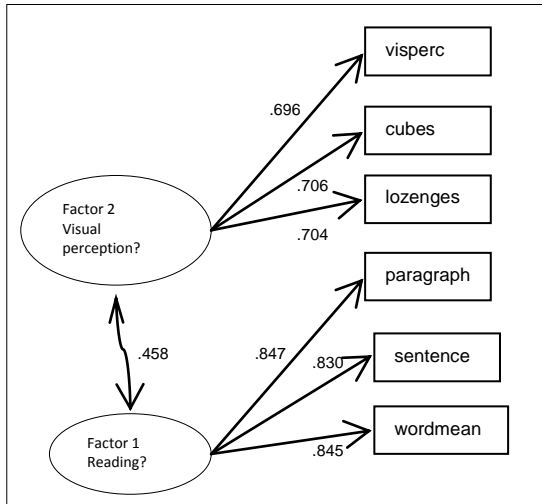 visperc
.696
cubes
.706
lozenges
.704
Factor 2
Visual
perception?
paragraph
.847
.458
.830
sentence
wordmean
.845
Factor 1
Reading?